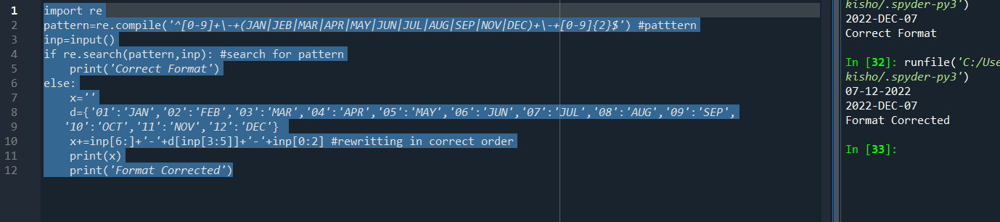 1 import re
2 pattern=re.compile('^[0-9]+\-+(JAN|JEB|MAR|APR|MAY|JUN|JUL|AUG|SEP|NOV|DEC)+\-+[0-9]{2}$') #patttern
3 inp=input()
4 if re.search(pattern,inp): #search for pattern
5 print('Correct Format')
6 else:
7 x=''
8 d={'01':'JAN','02':'FEB','03':'MAR','04':'APR','05':'MAY','06':'JUN','07':'JUL','08':'AUG','09':'SEP',
9 '10':'OCT','11':'NOV','12':'DEC'}
10 x+=inp[6:]+'-'+d[inp[3:5]]+'-'+inp[0:2] #rewritting in correct order
11 print(x)
12 print('Format Corrected')
kisho/.spyder-py3')
2022-DEC-07
Correct Format
In [32]: runfile('C:/Use
kisho/.spyder-py3')
07-12-2022
2022-DEC-07
Format Corrected
In [33]: